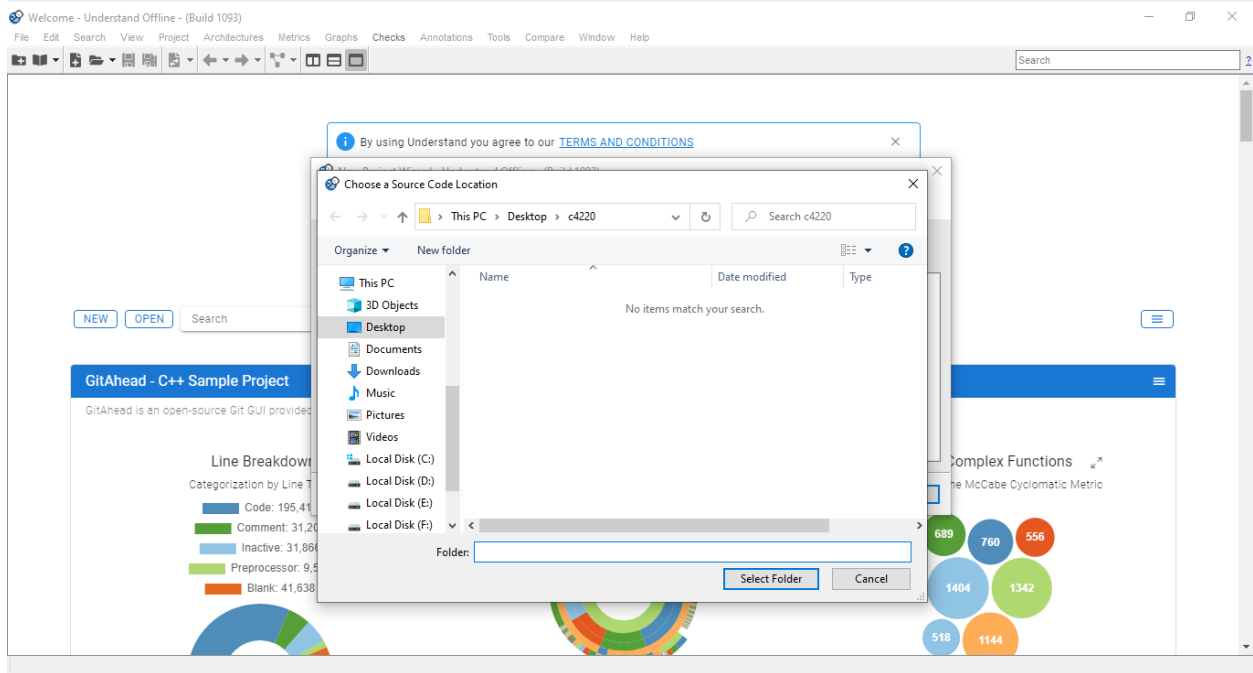 Welcome - Understand Offline - (Build 1093)
File Edit Search View Project Architectures Metrics Graphs Checks Annotations Tools Compare Window Help
Search
?
By using Understand you agree to our TERMS AND CONDITIONS
Choose a Source Code Location
This PC > Desktop > c4220
Search c4220
Organize
New folder
Name
Date modified
Type
No items match your search.
This PC
3D Objects
Desktop
Documents
Downloads
Music
Pictures
Videos
Local Disk (C:)
Local Disk (D:)
Local Disk (E:)
Local Disk (F:)
Folder:
Select Folder
Cancel
NEW
OPEN
Search
GitAhead - C++ Sample Project
GitAhead is an open-source Git GUI provided
Line Breakdown
Categorization by Line
Code: 195,41
Comment: 31,20
Inactive: 31,866
Preprocessor: 9,5
Blank: 41,638
Complex Functions
McCabe Cyclomatic Metric
689
760
556
1404
1342
518
1144